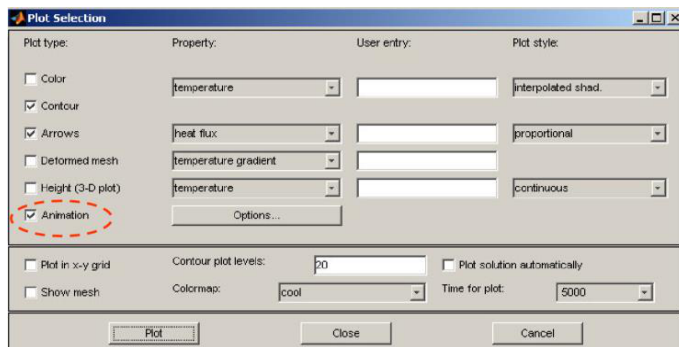 Plot Selection
Plot type: Property: User entry: Plot style:
Color
temperature interpolated shad.
Contour
Arrows heat flux proportional
Deformed mesh temperature gradient
Height (3-D plot) temperature continuous
Animation Options...
Plot in x-y grid Contour plot levels: 20 Plot solution automatically
Show mesh Colormap: cool Time for plot: 5000
Plot Close Cancel